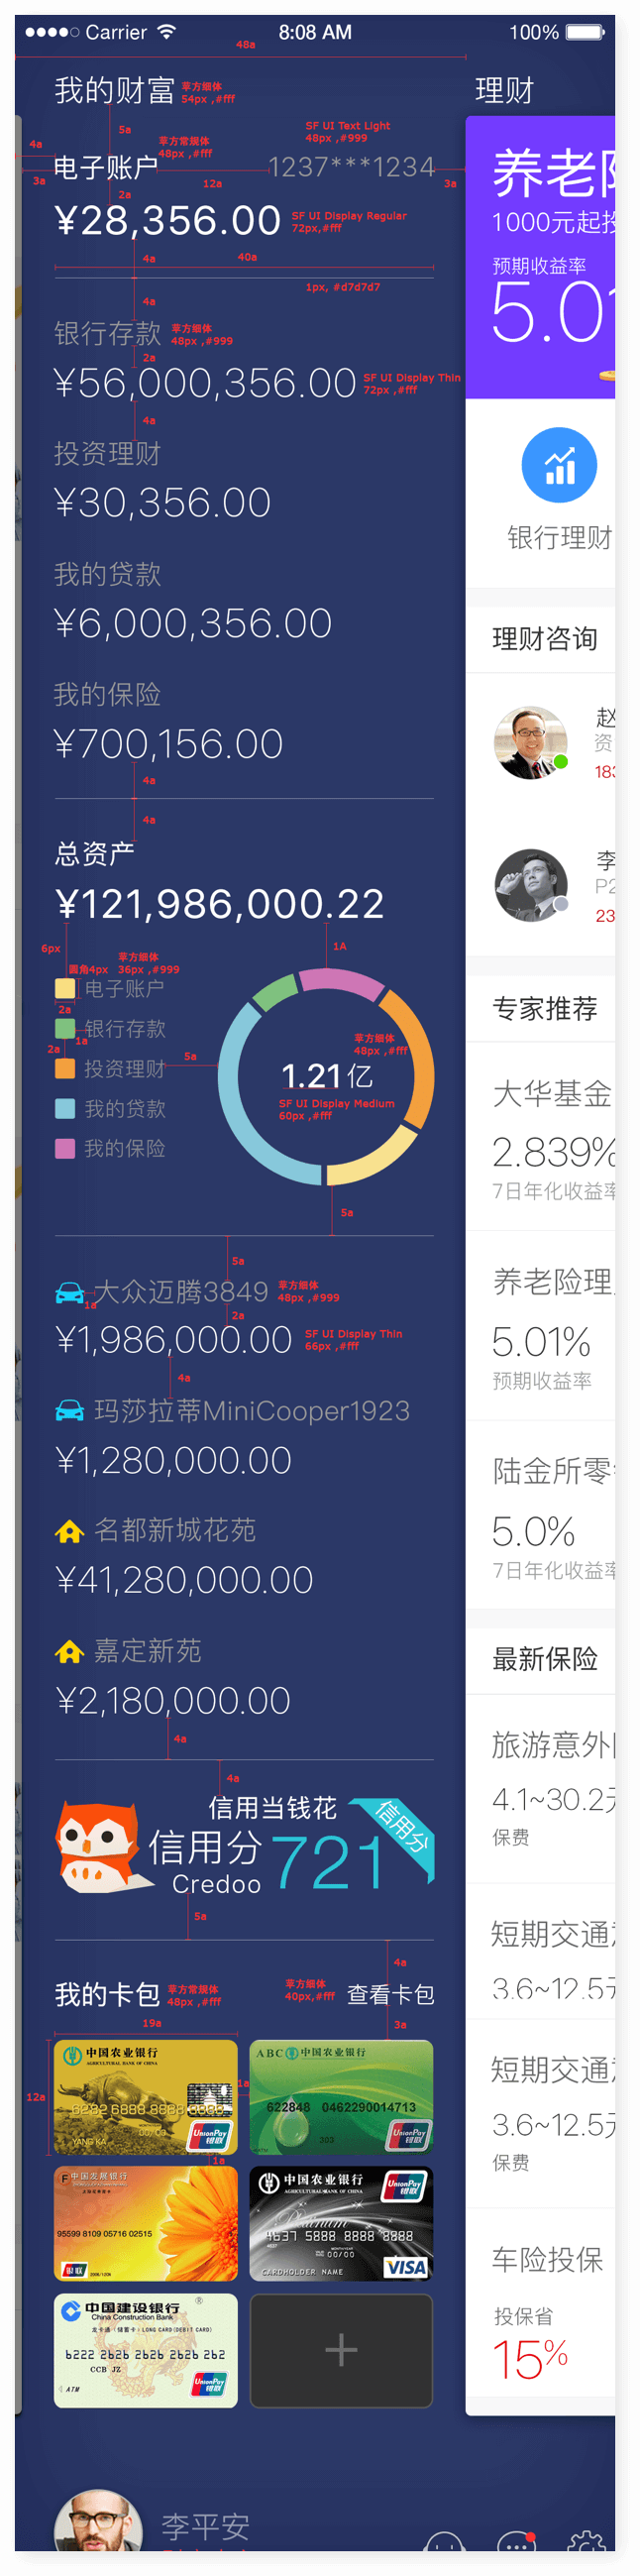 Carrier 8:08 AM 100%
48a
我的财富 苹方细体
54px ,#fff
理财
5a
4a
苹方常规体
48px ,#fff
SF UI Text Light
48px ,#999
电子账户 1237***1234
3a 12a 3a
2a
¥28,356.00 SF UI Display Regular
72px,#fff
4a 40a
4a 1px, #d7d7d7
银行存款 苹方细体
48px ,#999
2a
¥56,000,356.00 SF UI Display Thin
72px ,#fff
4a
投资理财
¥30,356.00
我的贷款
¥6,000,356.00
我的保险
¥700,156.00
4a
4a
总资产
¥121,986,000.22
6px 苹方细体 1A
圆角4px 36px ,#999
电子账户
2a
银行存款
1a
2a
投资理财 5a
我的贷款
我的保险
苹方细体
48px ,#fff
1.21 亿
SF UI Display Medium
60px ,#fff
5a
5a
大众迈腾3849 苹方细体
48px ,#999
1a
2a
¥1,986,000.00 SF UI Display Thin
66px ,#fff
4a
玛莎拉蒂MiniCooper1923
¥1,280,000.00
名都新城花苑
¥41,280,000.00
嘉定新苑
¥2,180,000.00
4a
4a
信用当钱花
信用分 721 信用分
Credoo
5a
4a
我的卡包 苹方常规体
48px ,#fff
苹方细体
40px,#fff
查看卡包
19a 3a
中国农业银行
AGRICULTURAL BANK OF CHINA
12a
6232 6888 8888 8888
00/00
YANG KA
UnionPay
银联
1a
1a
ABC 中国农业银行
622848 0462290014713
303
UnionPay
银联
中国发展银行
95599 8109 05716 02515
银联
中国农业银行
AGRICULTURAL BANK OF CHINA
UnionPay
银联
Platinum
4637 5888 8888 8888
00/00
CARDHOLDER NAME
VISA
中国建设银行 ®
China Construction Bank
龙卡通（储蓄卡）LONG CARD(DEBIT CARD)
6222 2626 2626 2626 262
CCB JZ
ATM
UnionPay
银联
李平安
养老
1000元起
预期收益率
5.0
银行理财
理财咨询
赵
资
183
李
P2
23
专家推荐
大华基金
2.839%
7日年化收益率
养老险理
5.01%
预期收益率
陆金所零
5.0%
7日年化收益率
最新保险
旅游意外
4.1~30.2元
保费
短期交通
3.6~12.5元
短期交通
3.6~12.5元
保费
车险投保
投保省
15%